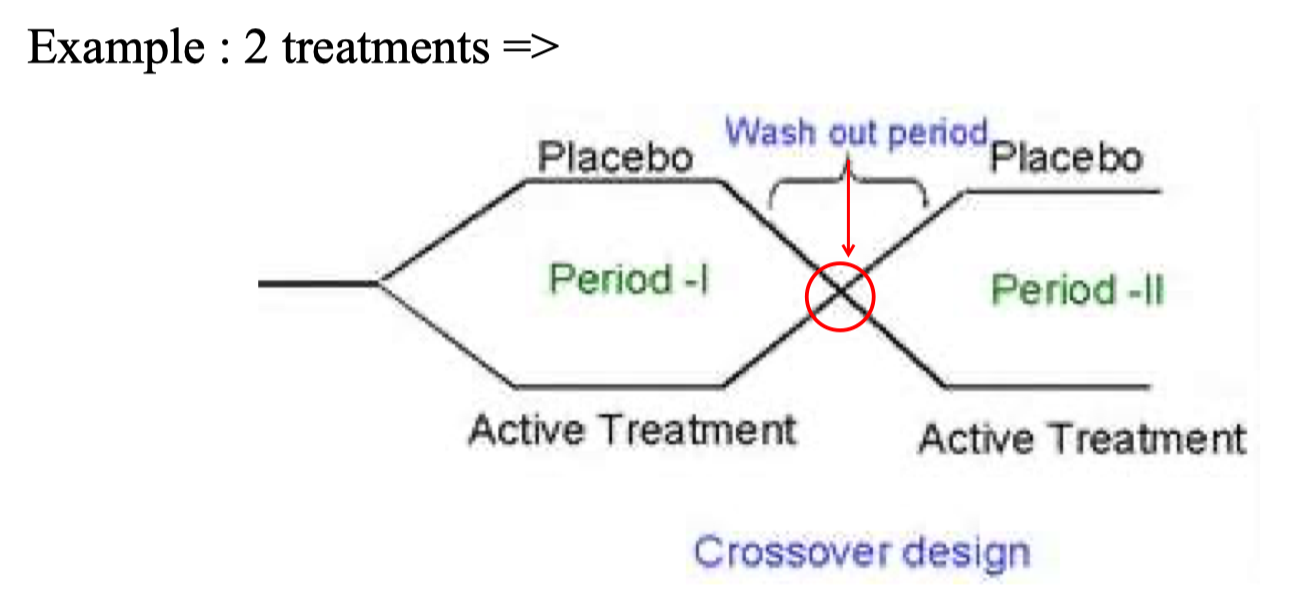 Example : 2 treatments =>
Wash out period
Placebo
Placebo
Period -I
Period -II
Active Treatment
Active Treatment
Crossover design